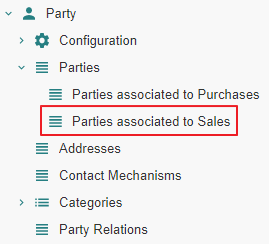 Party
Configuration
Parties
Parties associated to Purchases
Parties associated to Sales
Addresses
Contact Mechanisms
Categories
Party Relations